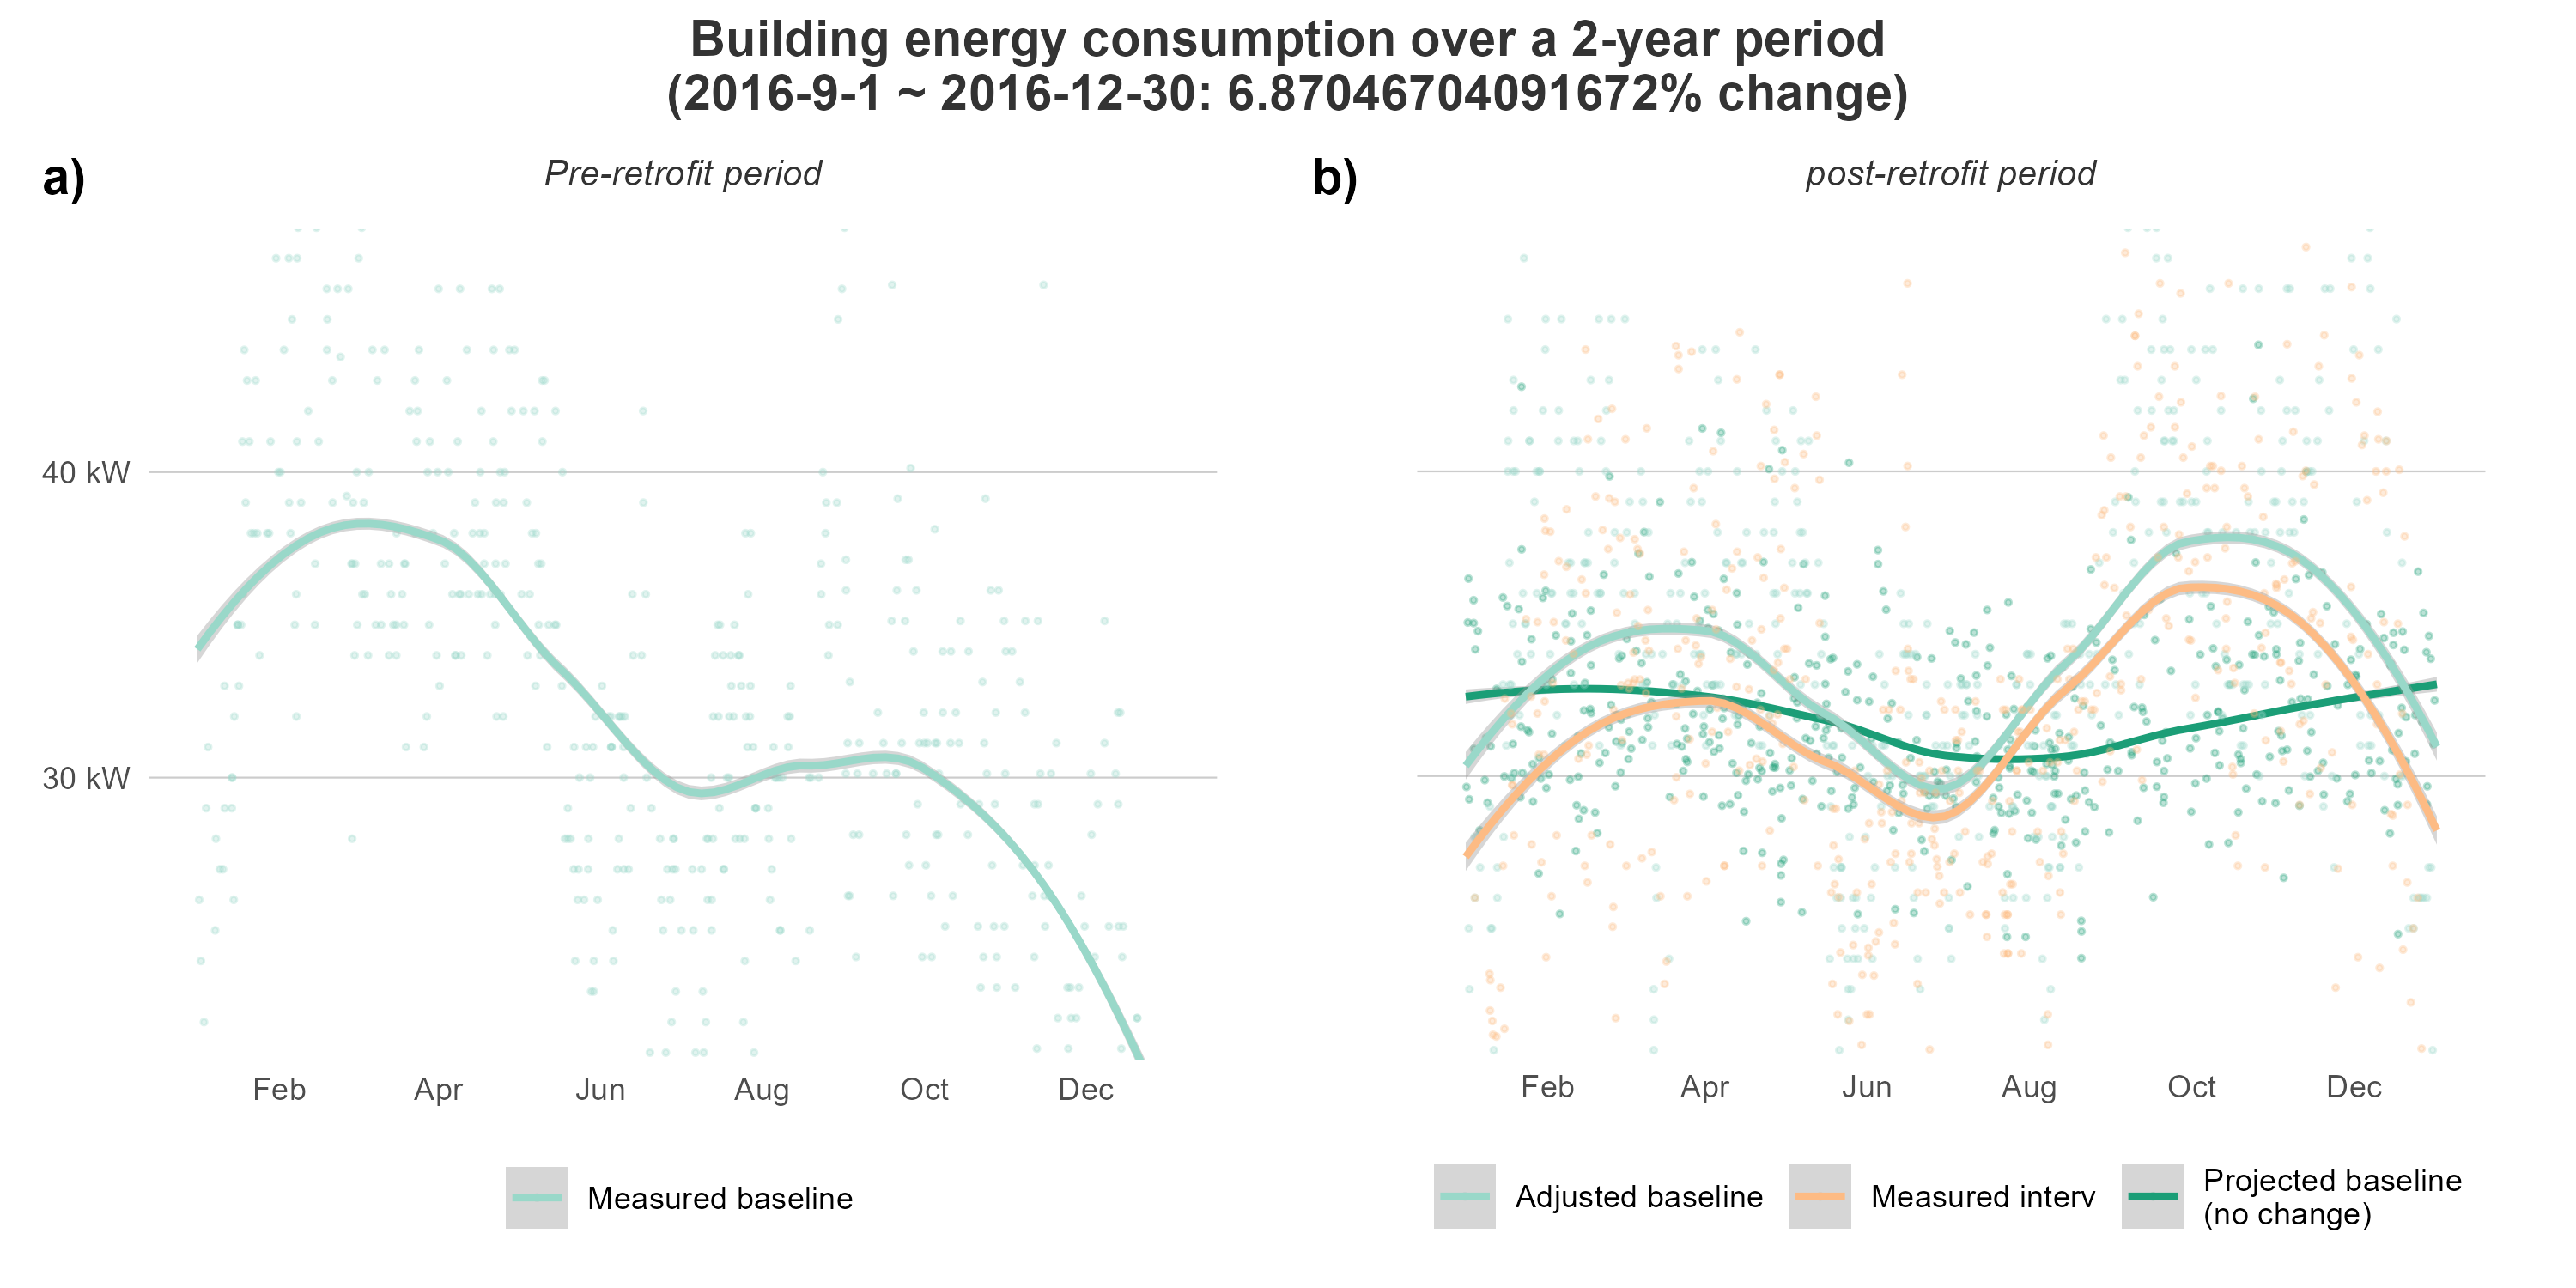 Building energy consumption over a 2-year period
(2016-9-1 ~ 2016-12-30: 6.87046704091672% change)
a)
Pre-retrofit period
40 kW
30 kW
Feb Apr Jun Aug Oct Dec
Measured baseline
b)
post-retrofit period
Feb Apr Jun Aug Oct Dec
Adjusted baseline
Measured interv
Projected baseline
(no change)